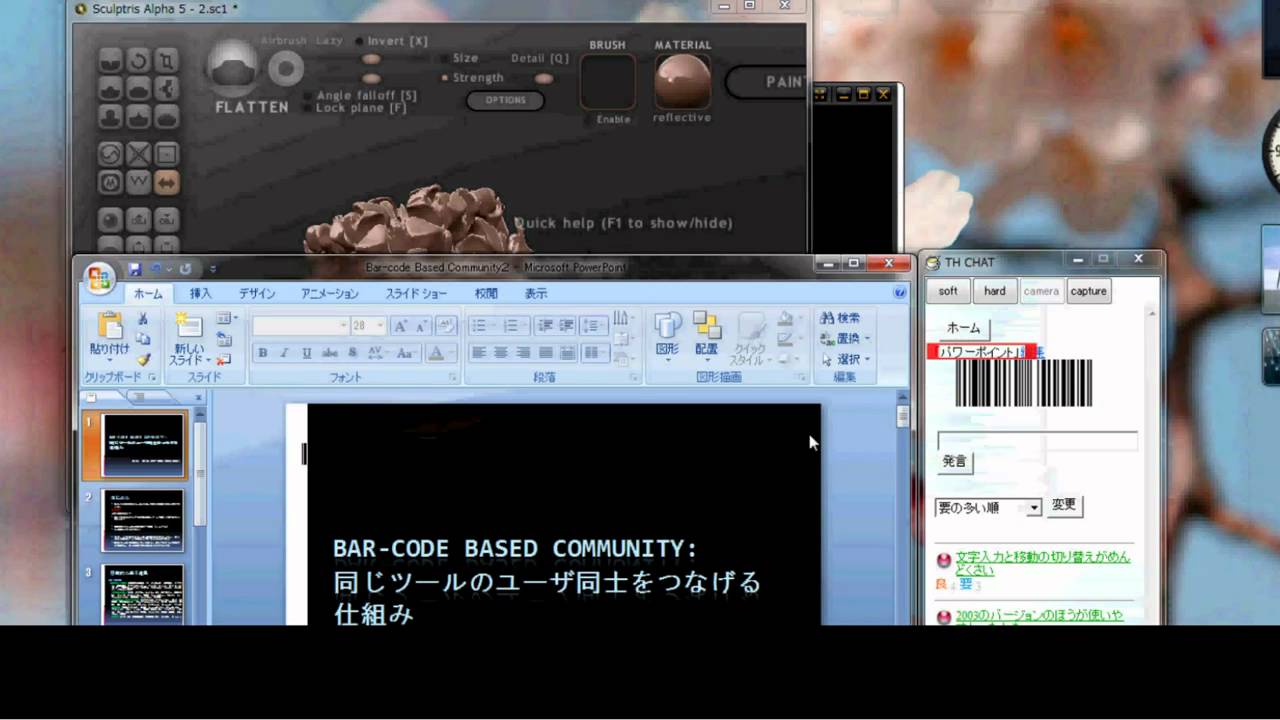 Sculptris Alpha 5 - 2.sc1 *
Airbrush Lazy Invert [X]
Size Detail [Q]
Strength
Angle falloff [S]
Lock plane [F]
FLATTEN
OPTIONS
BRUSH
Enable
MATERIAL
reflective
PAIN
Quick help (F1 to show/hide)
Bar-code Based Community2 - Microsoft PowerPoint
ホーム 挿入 デザイン アニメーション スライド ショー 校閲 表示
貼り付け
クリップボード
新しい
スライド
スライド
28
B I U abc S AV Aa A
フォント
段落
図形 配置 クイック
スタイル
図形描画
検索
置換
選択
編集
1
2
3
BAR-CODE BASED COMMUNITY:
同じツールのユーザ同士をつなげる
仕組み
TH CHAT
soft hard camera capture
ホーム
「パワーポイント」
発言
要の多い順 変更
文字入力と移動の切り替えがめん
どくさい
良 4 要 3
2003のバージョンのほうが使いや